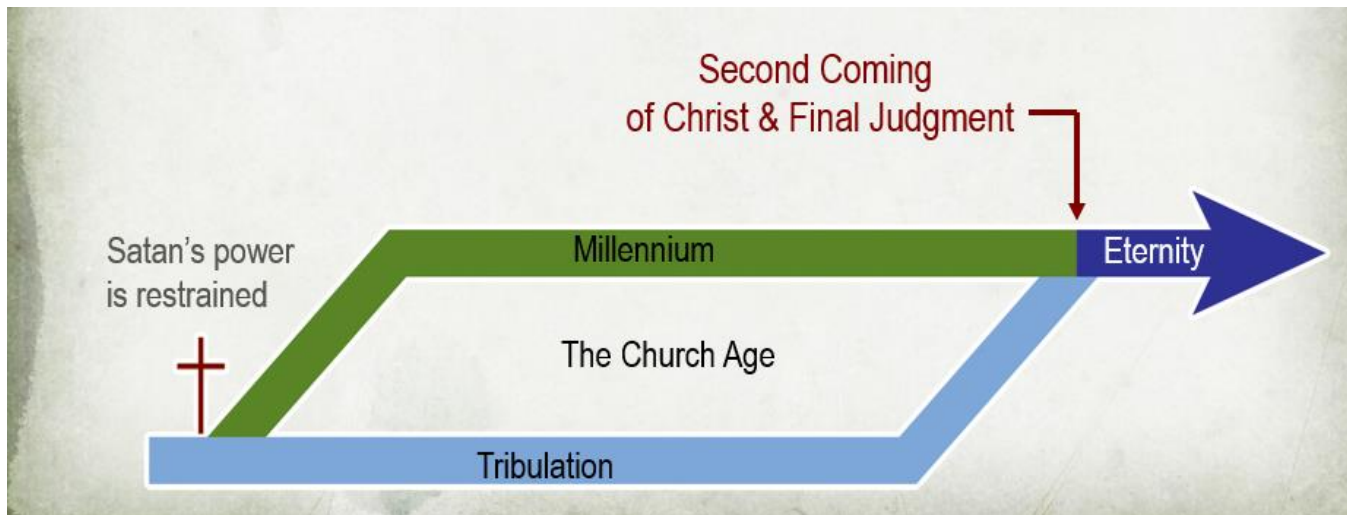 Second Coming
of Christ & Final Judgment
Satan’s power
is restrained
Millennium
Eternity
The Church Age
Tribulation